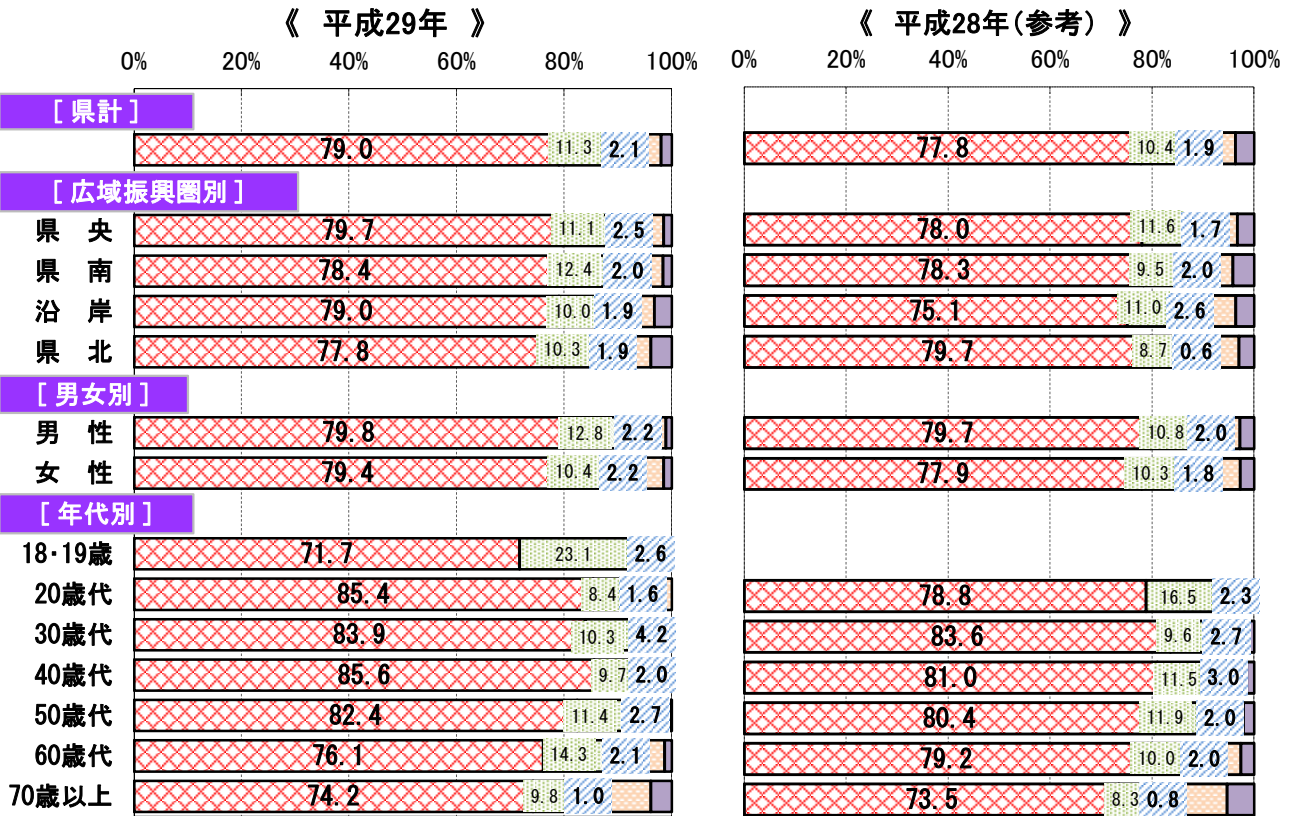 《 平成29年 》 《 平成28年(参考) 》
0% 20% 40% 60% 80% 100% 0% 20% 40% 60% 80% 100%
[ 県計 ]
79.0 11.3 2.1 77.8 10.4 1.9
[ 広域振興圏別 ]
県 央 79.7 11.1 2.5 78.0 11.6 1.7
県 南 78.4 12.4 2.0 78.3 9.5 2.0
沿 岸 79.0 10.0 1.9 75.1 11.0 2.6
県 北 77.8 10.3 1.9 79.7 8.7 0.6
[ 男女別 ]
男 性 79.8 12.8 2.2 79.7 10.8 2.0
女 性 79.4 10.4 2.2 77.9 10.3 1.8
[ 年代別 ]
18・19歳 71.7 23.1 2.6
20歳代 85.4 8.4 1.6 78.8 16.5 2.3
30歳代 83.9 10.3 4.2 83.6 9.6 2.7
40歳代 85.6 9.7 2.0 81.0 11.5 3.0
50歳代 82.4 11.4 2.7 80.4 11.9 2.0
60歳代 76.1 14.3 2.1 79.2 10.0 2.0
70歳以上 74.2 9.8 1.0 73.5 8.3 0.8